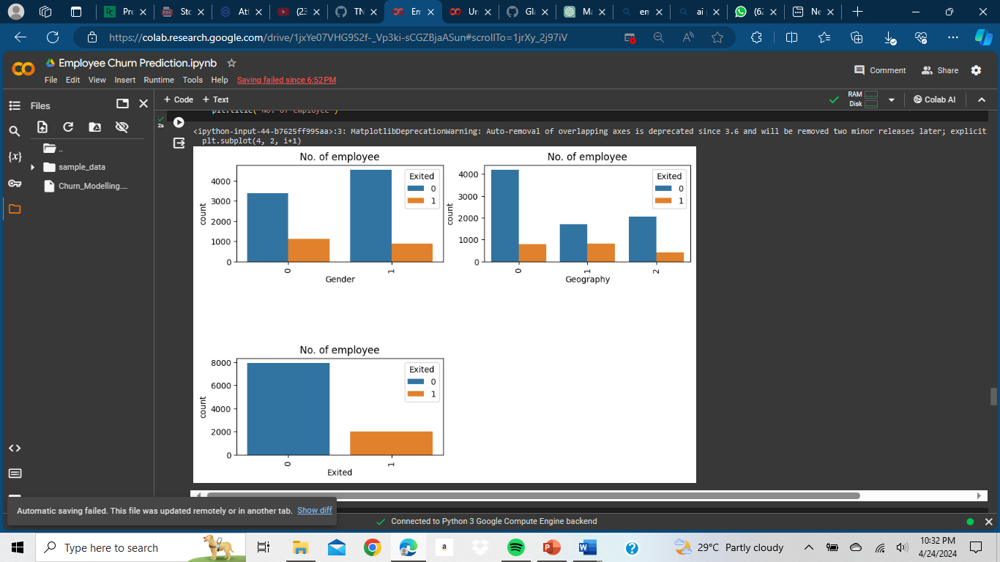 Pre
Sto
Att
(23
TN
Em
Un
Gla
Ma
em
ai
(62
Ne
https://colab.research.google.com/drive/1jxYe07VHG9S2f-_Vp3ki-sCGZBjaASun#scrollTo=1jrXy_2j97iV
Employee Churn Prediction.ipynb
File Edit View Insert Runtime Tools Help Saving failed since 6:52 PM
Comment Share
Files
+ Code + Text
RAM
Disk
Colab AI
plt.title('No. of employee')
2s
<ipython-input-44-b7625ff995aa>:3: MatplotlibDeprecationWarning: Auto-removal of overlapping axes is deprecated since 3.6 and will be removed two minor releases later; explicit
plt.subplot(4, 2, i+1)
..
sample_data
Churn_Modelling....
{x}
No. of employee
Exited
0
1
4000
3000
2000
1000
0
count
0 1
Gender
No. of employee
Exited
0
1
4000
3000
2000
1000
0
count
0 1 2
Geography
No. of employee
Exited
0
1
8000
6000
4000
2000
0
count
0 1
Exited
Automatic saving failed. This file was updated remotely or in another tab. Show diff
Connected to Python 3 Google Compute Engine backend
Type here to search
29°C Partly cloudy
10:32 PM
4/24/2024